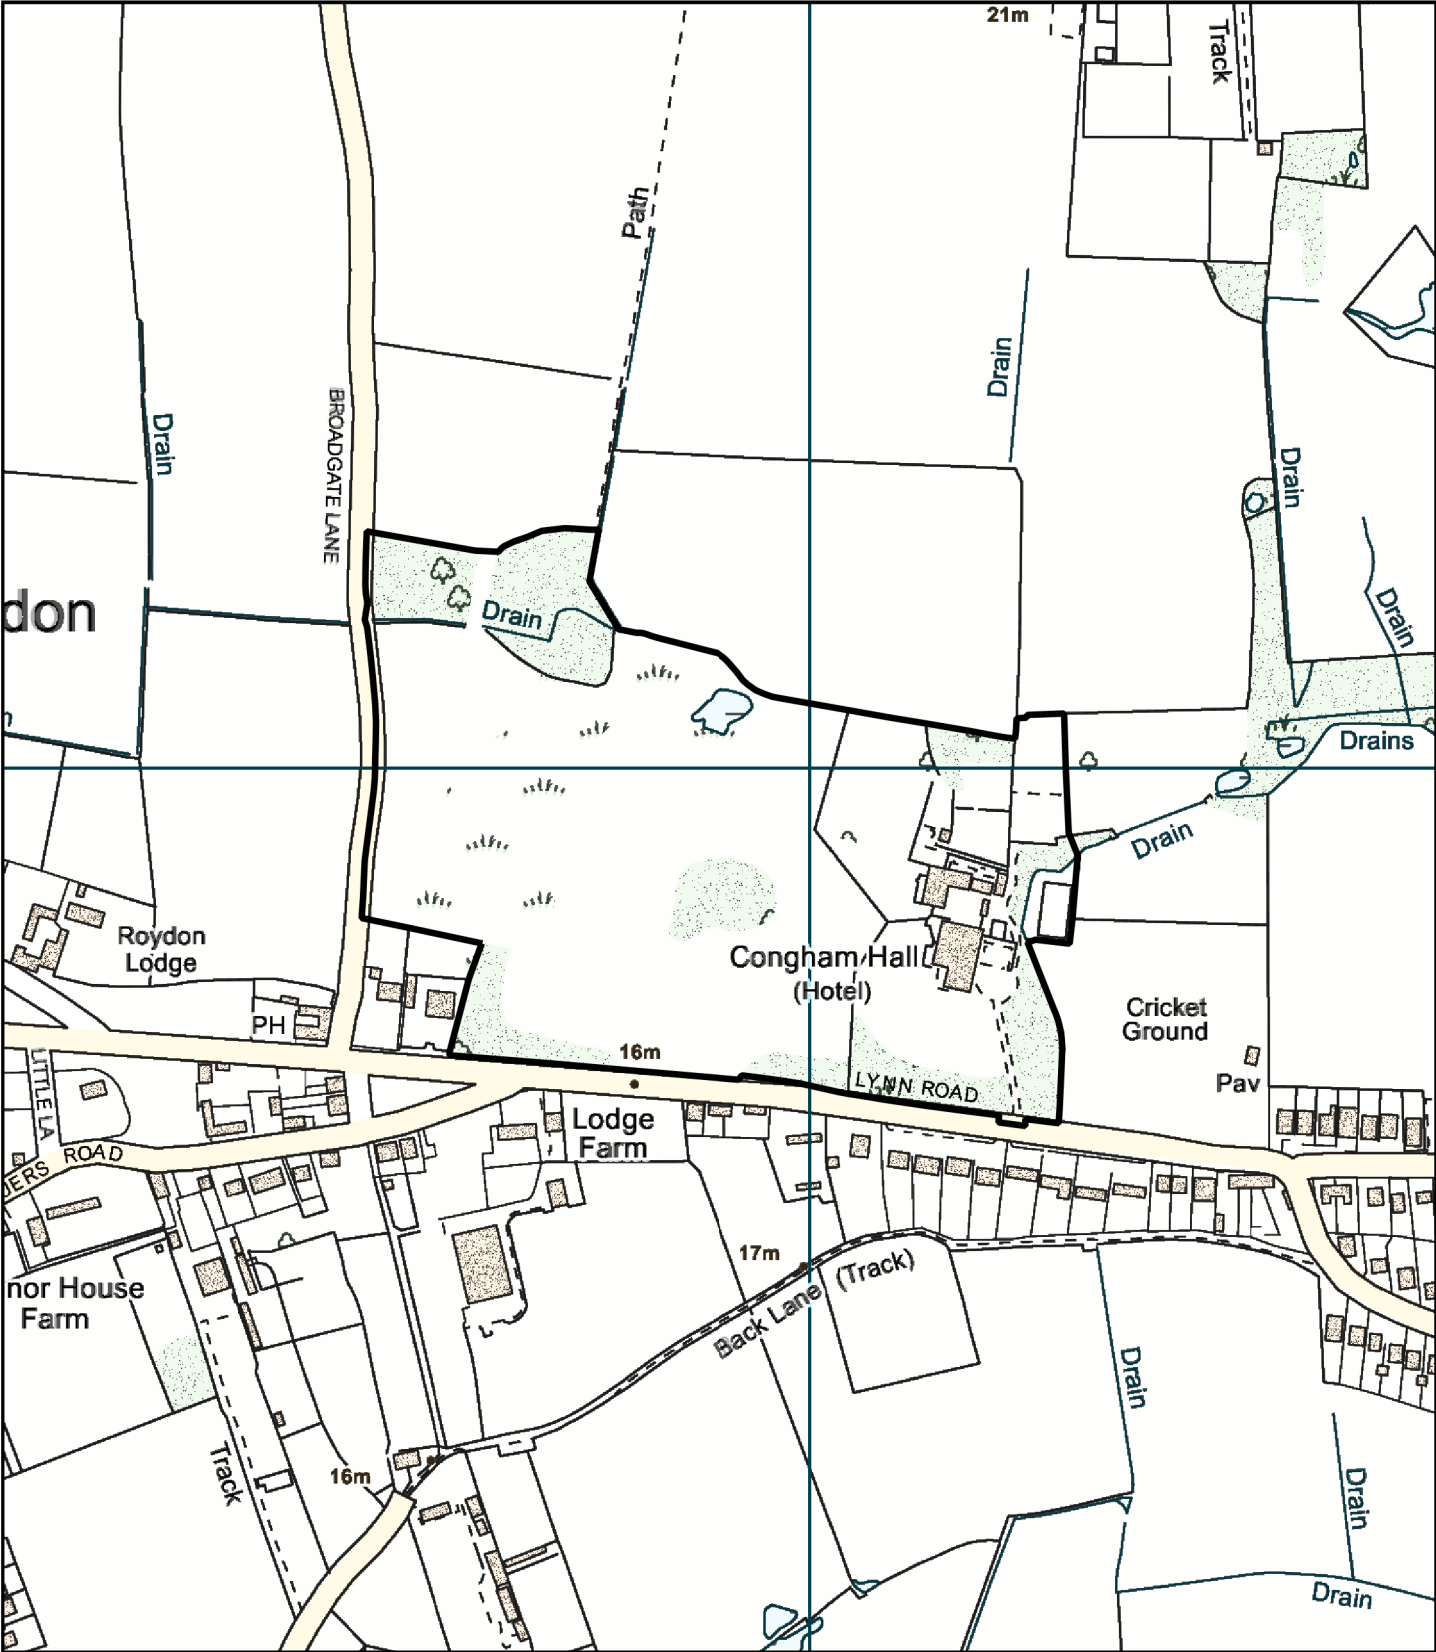 21m
Track
Path
Drain
Drain
BROADGATE LANE
Drain
don
Drain
Drain
Drains
Drain
Roydon
Lodge
Congham Hall
(Hotel)
Cricket
Ground
PH
16m
LYNN ROAD
Pav
LITTLE LA
Lodge
Farm
DERS ROAD
17m
Back Lane (Track)
nor House
Farm
Drain
Track
16m
Drain
Drain